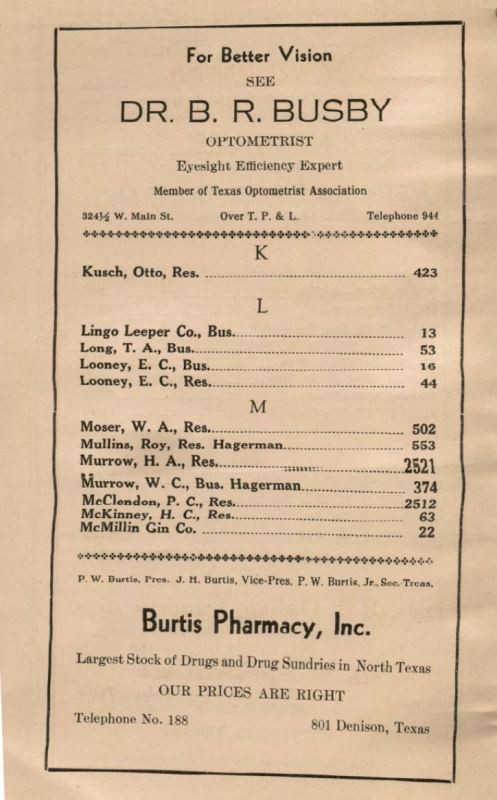 For Better Vision
SEE
DR. B. R. BUSBY
OPTOMETRIST
Eyesight Efficiency Expert
Member of Texas Optometrist Association
324½ W. Main St. Over T. P. & L. Telephone 944
K
Kusch, Otto, Res. 423
L
Lingo Leeper Co., Bus. 13
Long, T. A., Bus. 53
Looney, E. C., Bus. 16
Looney, E. C., Res. 44
M
Moser, W. A., Res. 502
Mullins, Roy, Res. Hagerman 553
Murrow, H. A., Res. 2521
Murrow, W. C., Bus. Hagerman 374
McClendon, P. C., Res. 2512
McKinney, H. C., Res. 63
McMillin Gin Co. 22
P. W. Burtis, Pres. J. H. Burtis, Vice-Pres. P. W. Burtis, Jr., Sec. Treas.
Burtis Pharmacy, Inc.
Largest Stock of Drugs and Drug Sundries in North Texas
OUR PRICES ARE RIGHT
Telephone No. 188 801 Denison, Texas